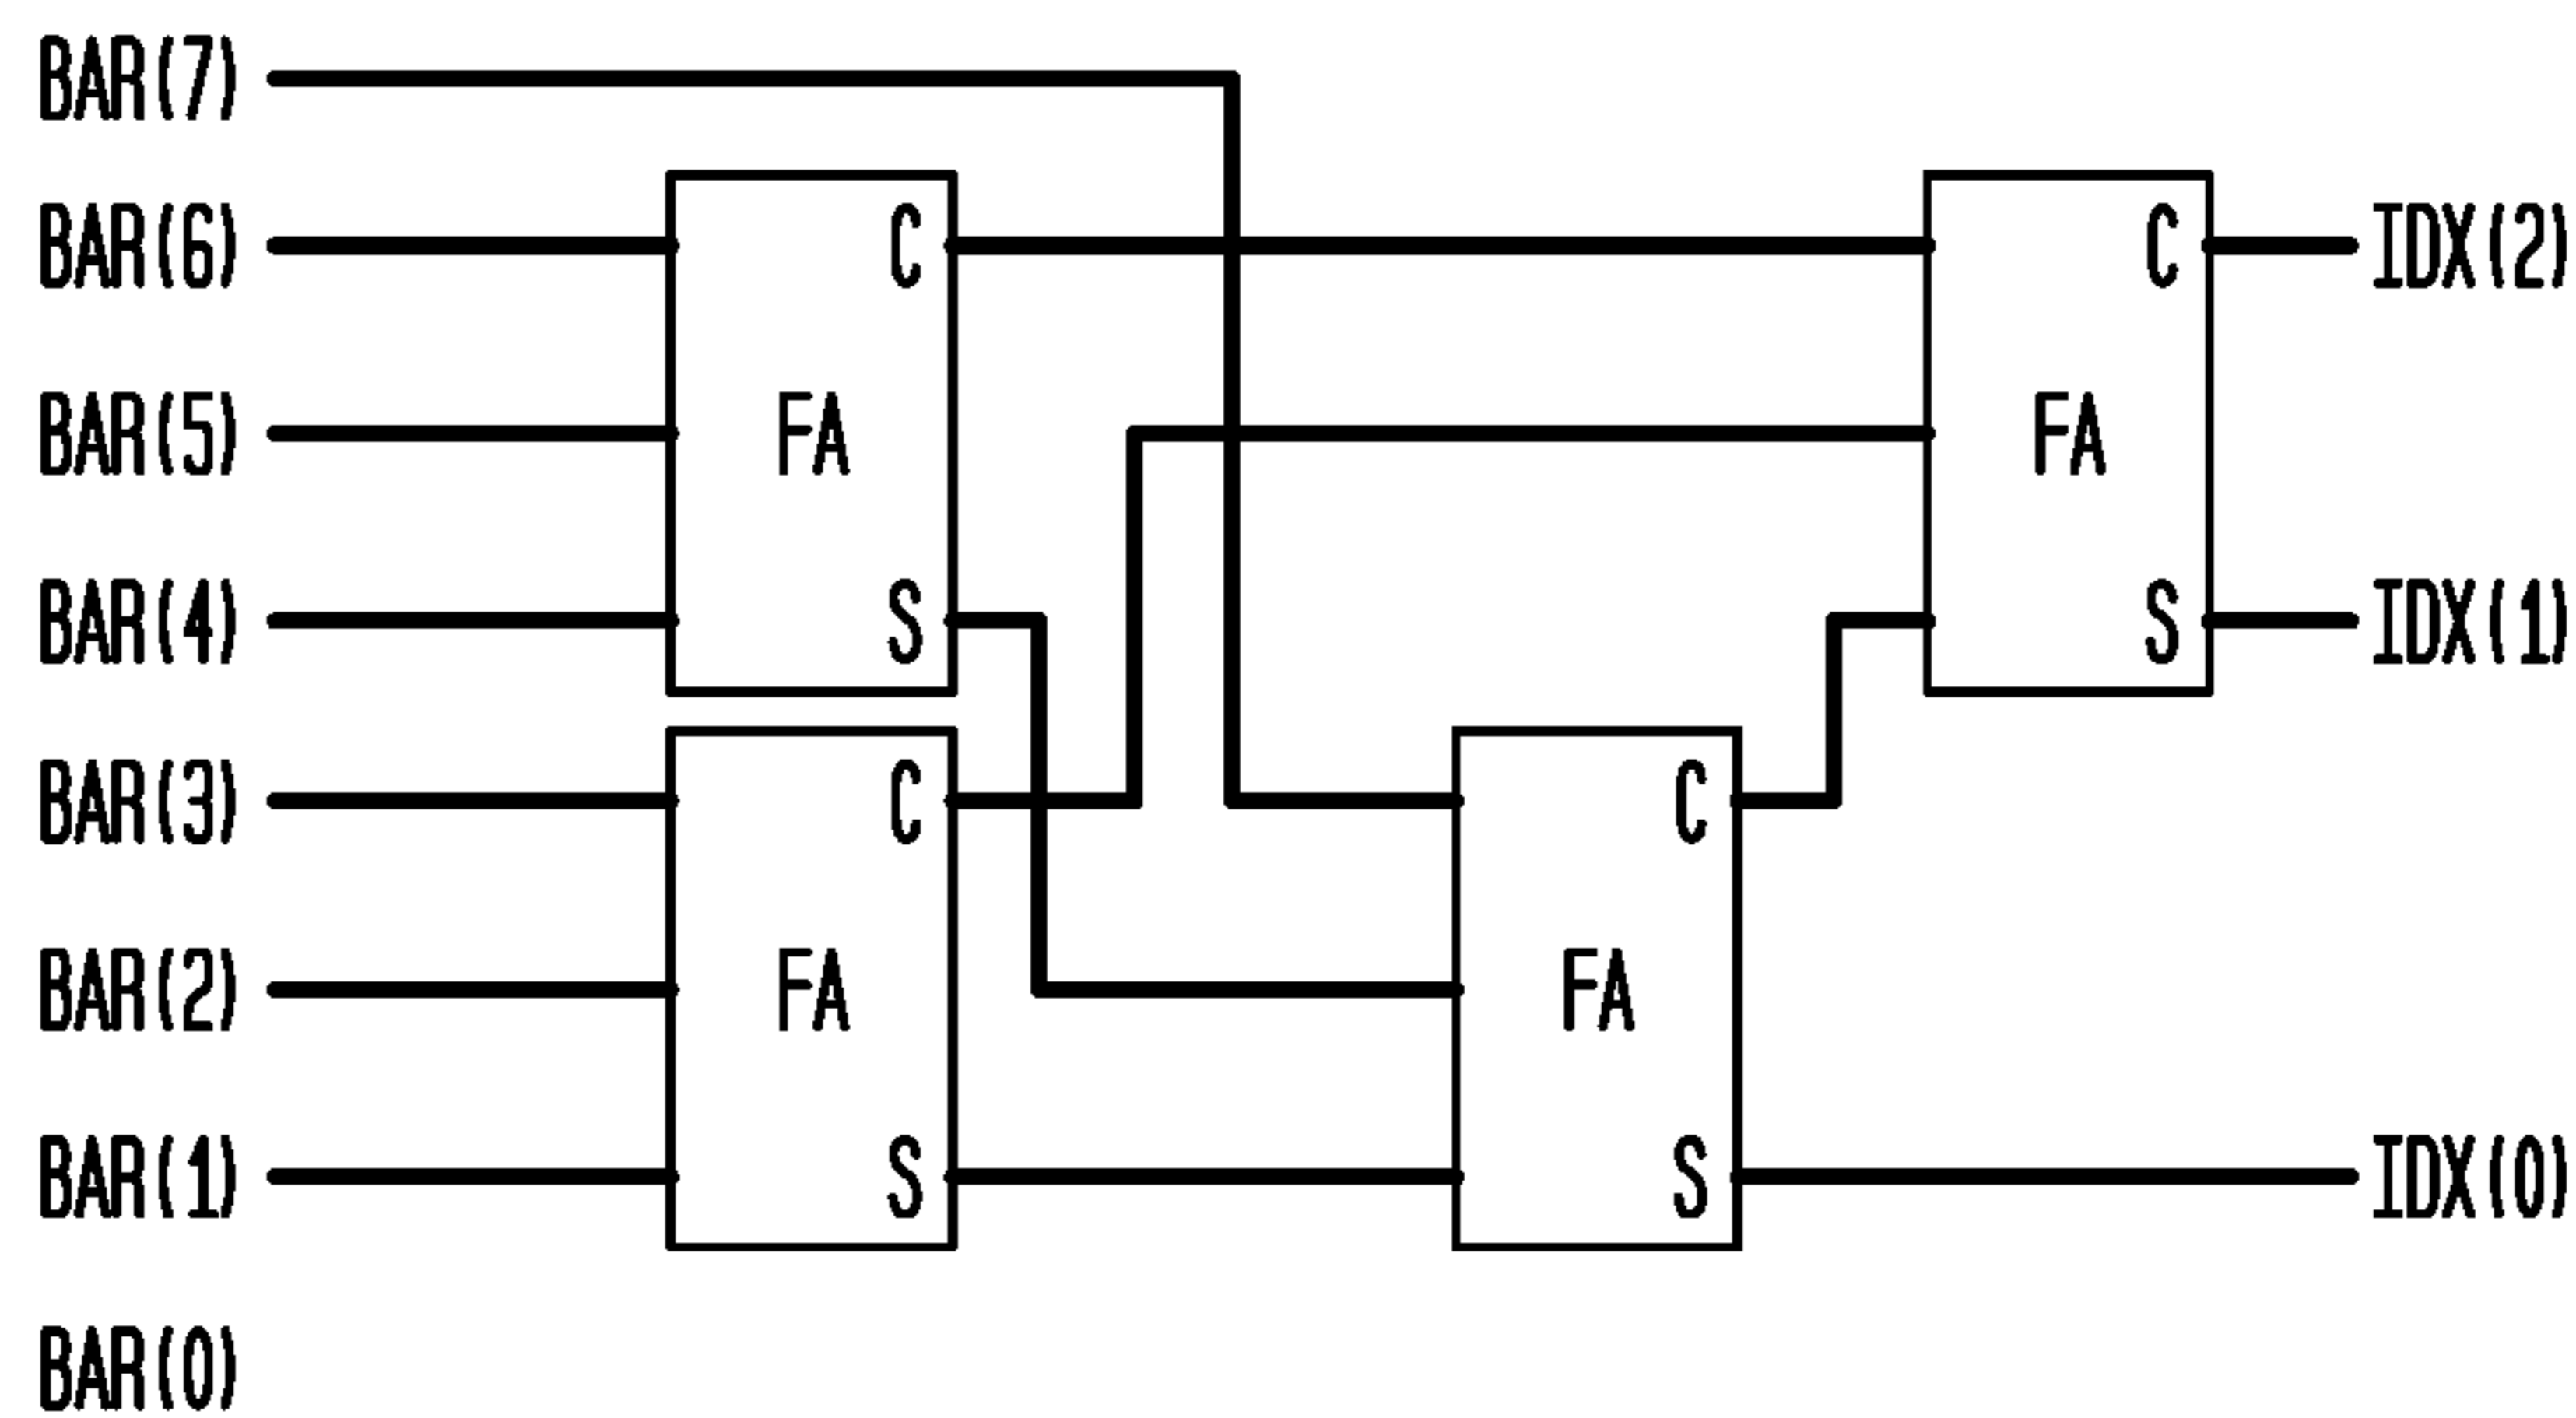 BAR(7)
BAR(6) C C IDX(2)
BAR(5) FA FA
BAR(4) S S IDX(1)
BAR(3) C C
BAR(2) FA FA
BAR(1) S S IDX(0)
BAR(0)